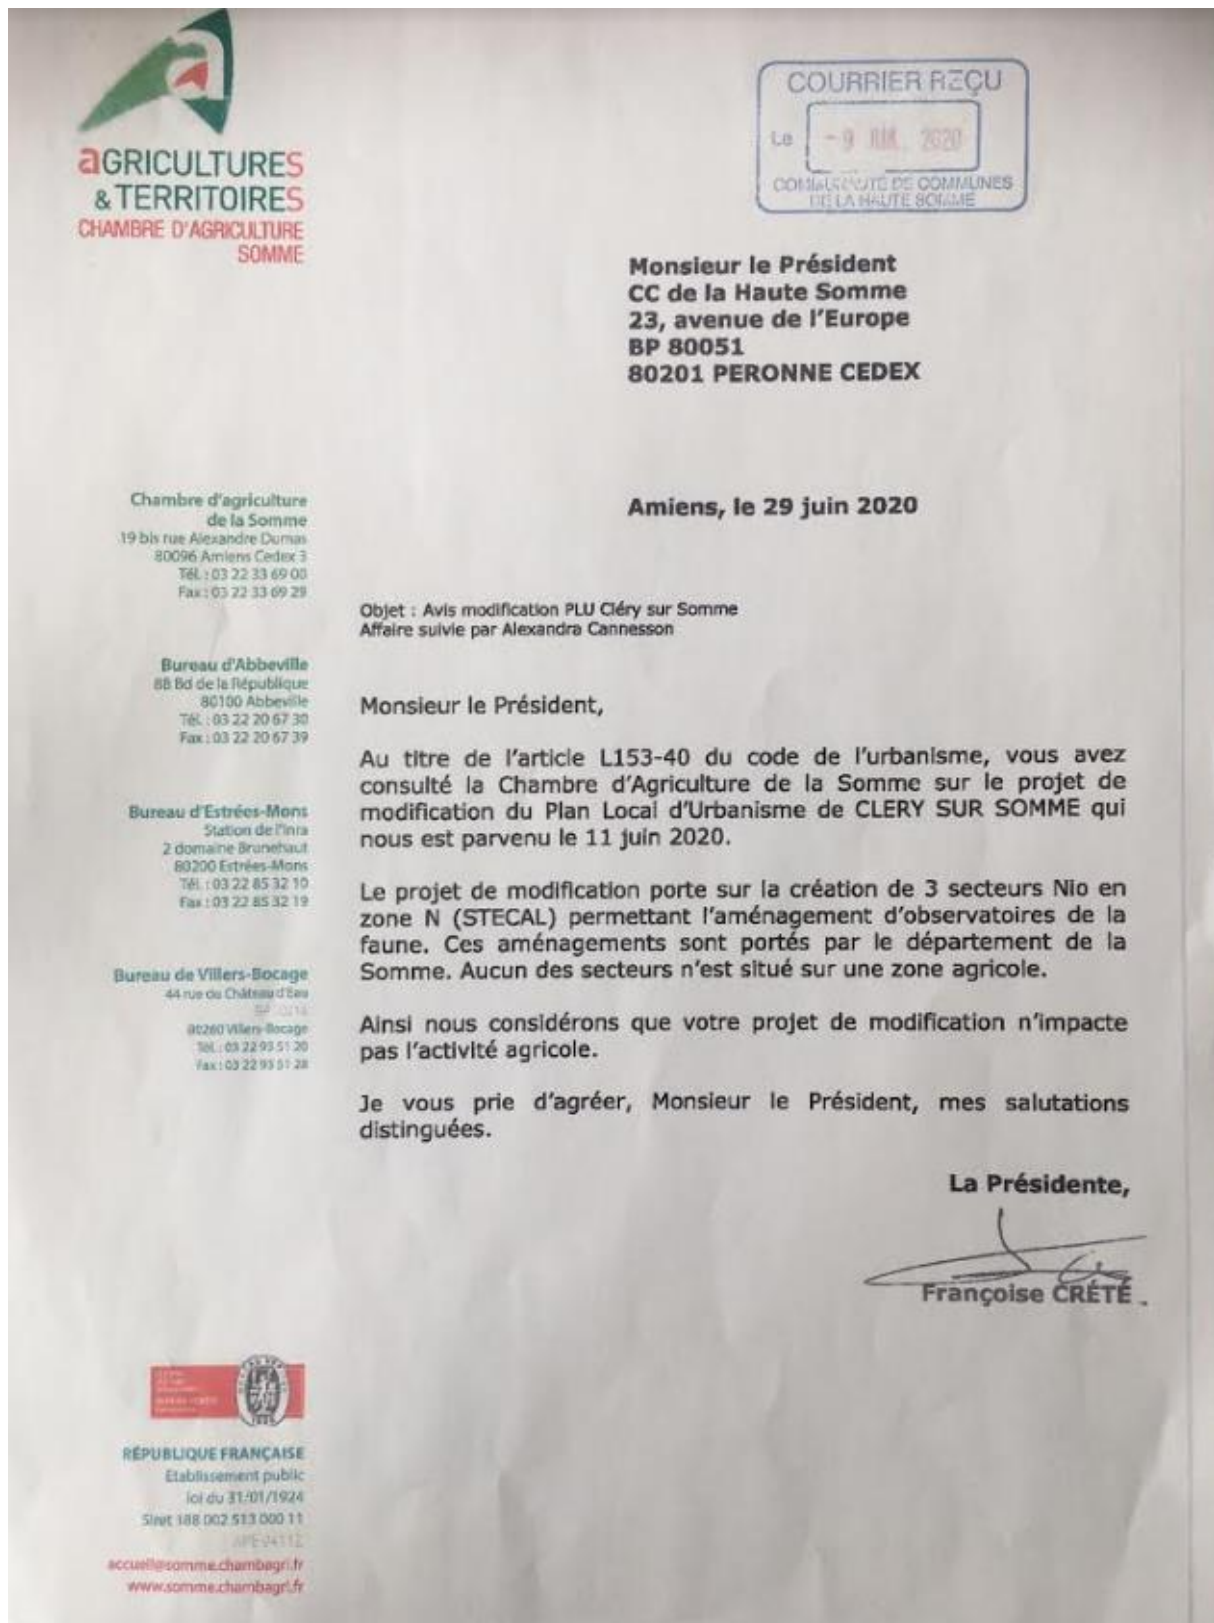 aGRICULTURES
& TERRITOIRES
CHAMBRE D'AGRICULTURE
SOMME
COURRIER REÇU
Le - 9 2020
COMMUNAUTE DE COMMUNES
DE LA HAUTE SOMME
Monsieur le Président
CC de la Haute Somme
23, avenue de l'Europe
BP 80051
80201 PERONNE CEDEX
Amiens, le 29 juin 2020
Chambre d'agriculture
de la Somme
19 bis rue Alexandre Dumas
80096 Amiens Cedex 3
Tél. : 03 22 33 69 00
Fax : 03 22 33 69 29
Bureau d'Abbeville
88 Bd de la République
80100 Abbeville
Tél. : 03 22 20 67 30
Fax : 03 22 20 67 39
Bureau d'Estrées-Mons
Station de l'Inra
2 domaine Brunehaut
80200 Estrées-Mons
Tél. : 03 22 85 32 10
Fax : 03 22 85 32 19
Bureau de Villers-Bocage
44 rue du Château d'Eau
80260 Villers-Bocage
Tél. : 03 22 93 51 20
Fax : 03 22 93 51 28
Objet : Avis modification PLU Cléry sur Somme
Affaire suivie par Alexandra Cannesson
Monsieur le Président,
Au titre de l'article L153-40 du code de l'urbanisme, vous avez
consulté la Chambre d'Agriculture de la Somme sur le projet de
modification du Plan Local d'Urbanisme de CLERY SUR SOMME qui
nous est parvenu le 11 juin 2020.
Le projet de modification porte sur la création de 3 secteurs Nio en
zone N (STECAL) permettant l'aménagement d'observatoires de la
faune. Ces aménagements sont portés par le département de la
Somme. Aucun des secteurs n'est situé sur une zone agricole.
Ainsi nous considérons que votre projet de modification n'impacte
pas l'activité agricole.
Je vous prie d'agréer, Monsieur le Président, mes salutations
distinguées.
La Présidente,
Françoise CRÉTÉ
RÉPUBLIQUE FRANÇAISE
Etablissement public
loi du 31/01/1924
Siret 188 002 513 000 11
APE 9411Z
accueil@somme.chambagri.fr
www.somme.chambagri.fr